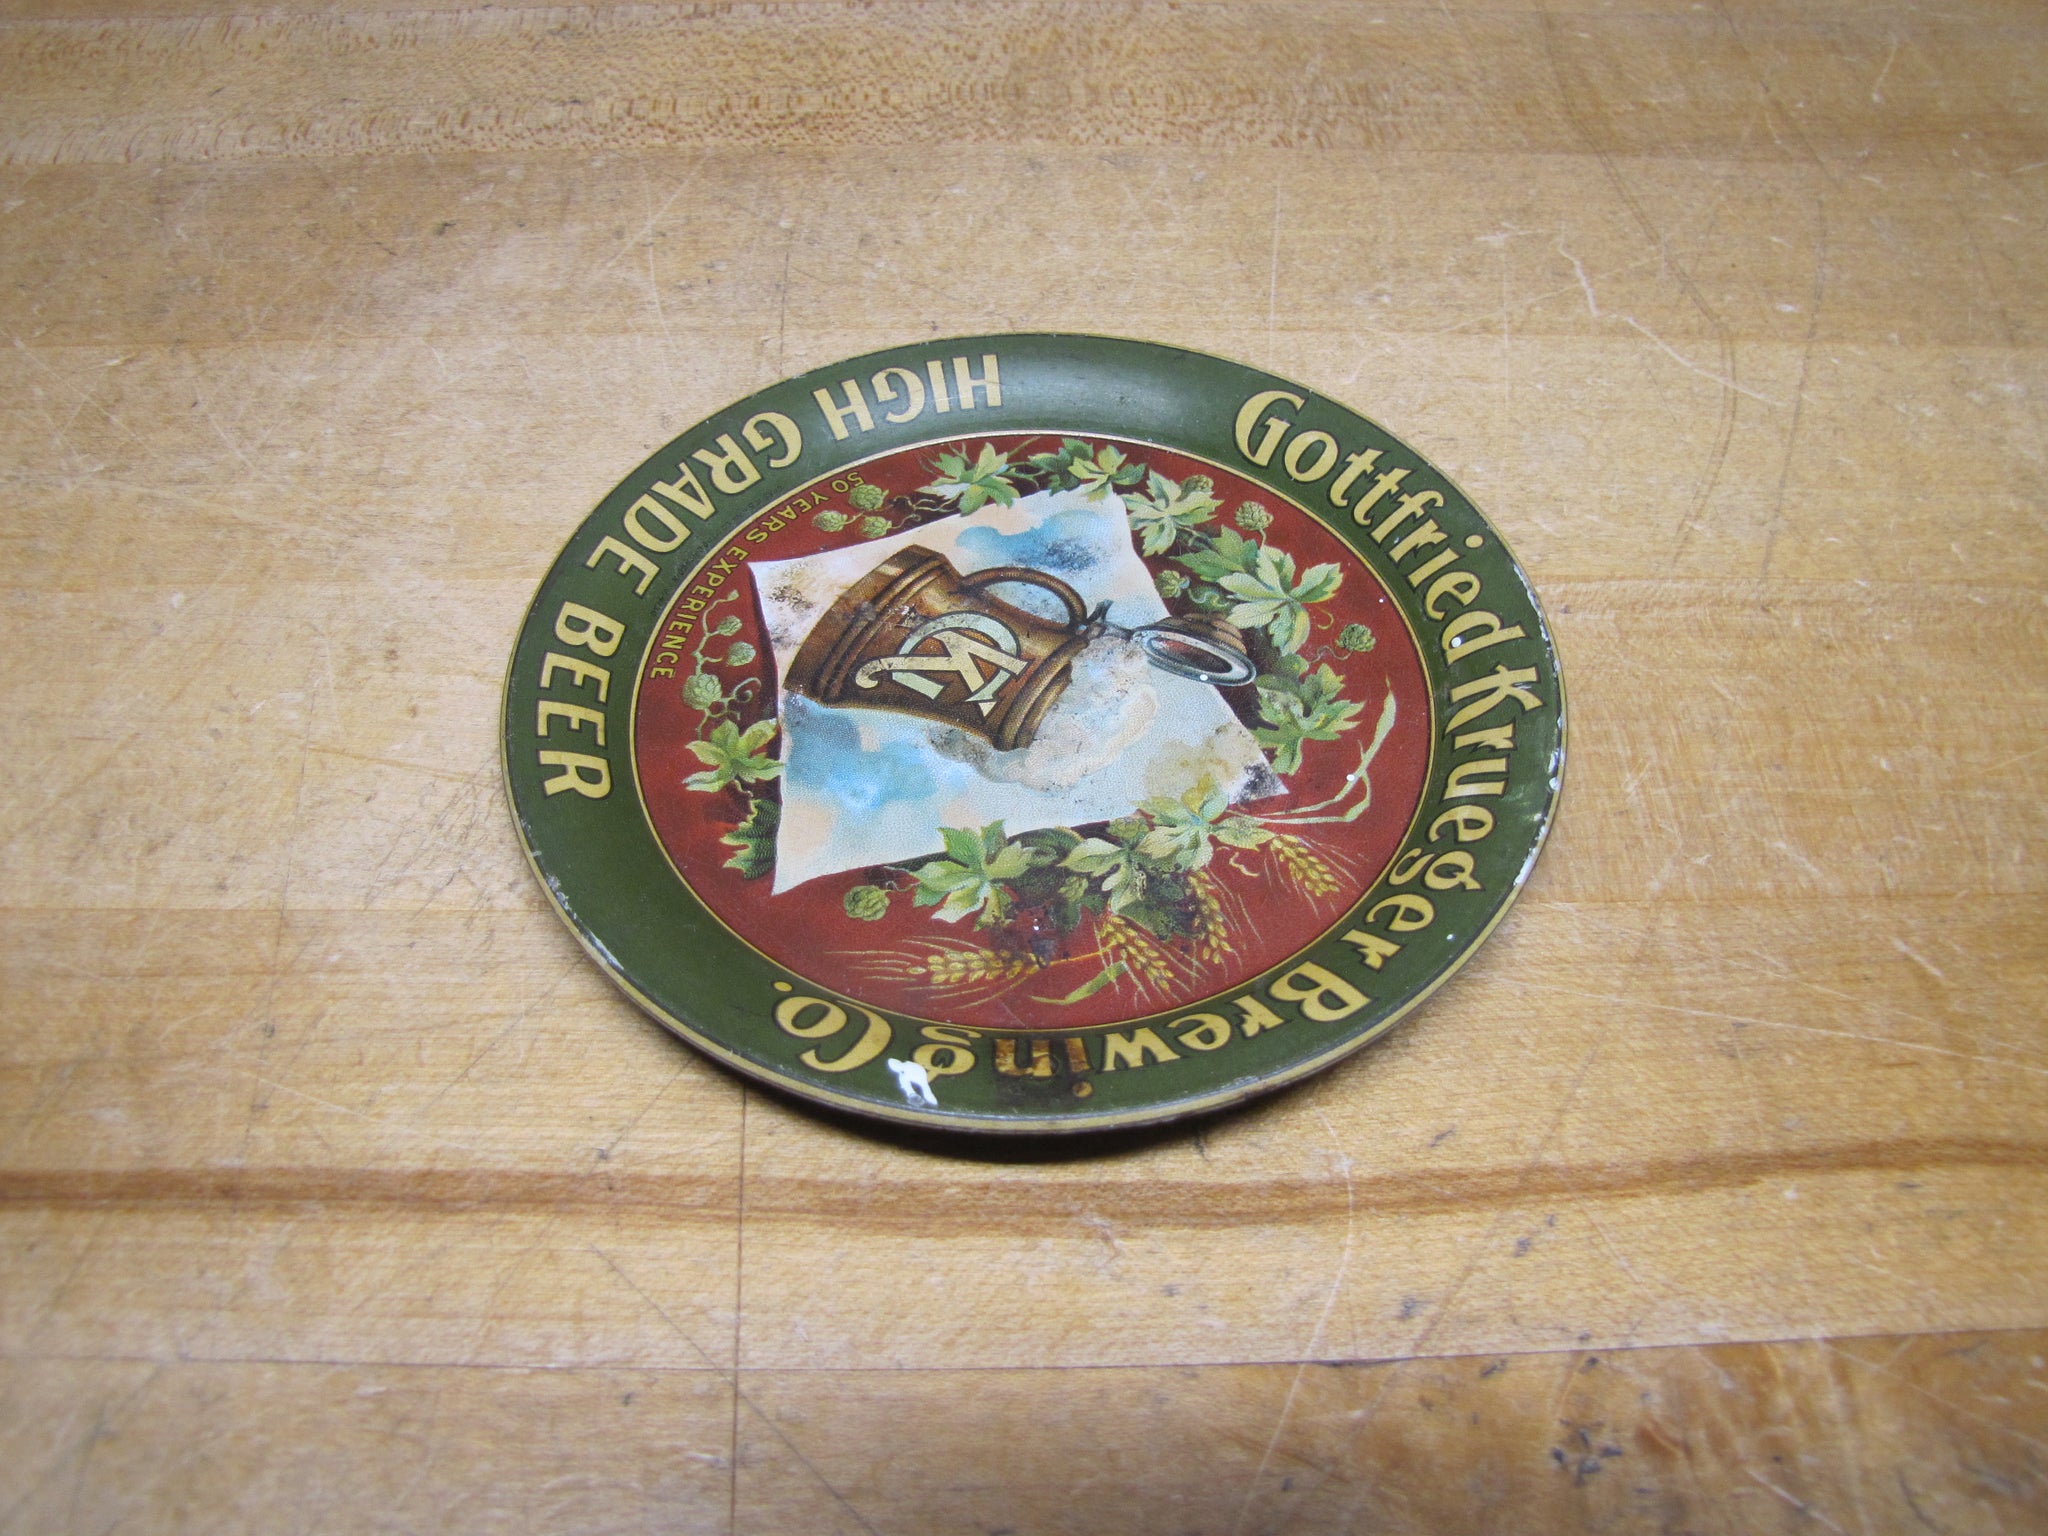 Gottfried Krueger Brewing Co.
GK
50 YEARS EXPERIENCE
HIGH GRADE BEER